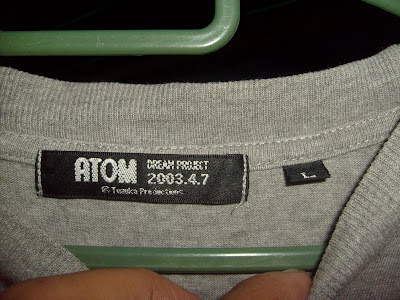 ATOM DREAM PROJECT
2003.4.7
© Tezuka Productions
L